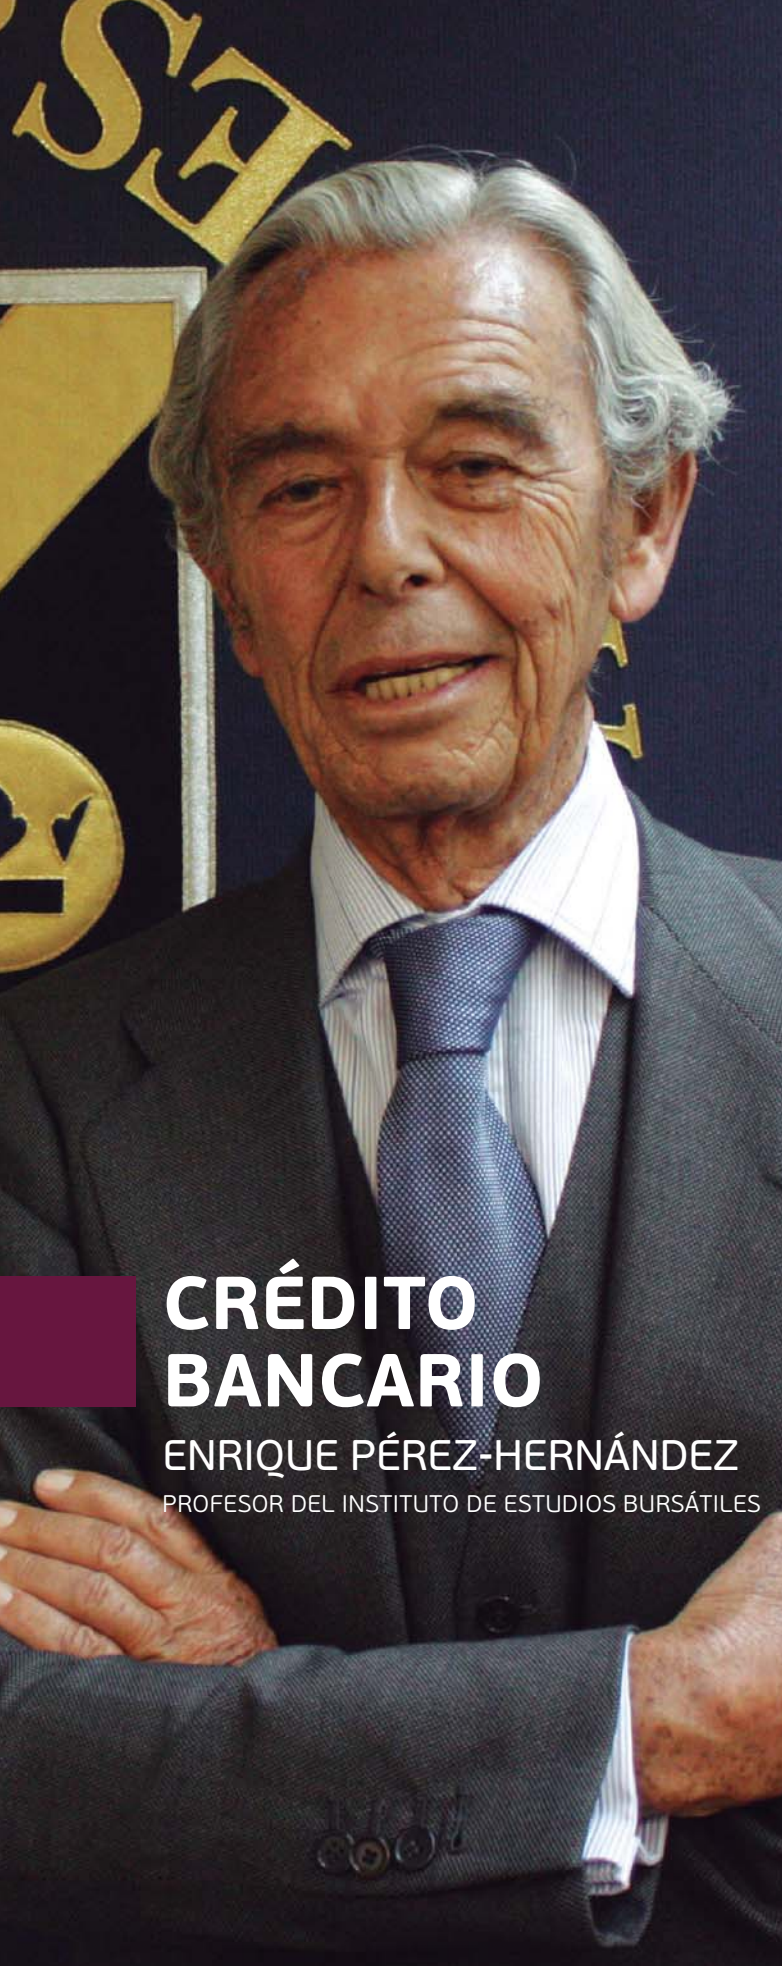 CRÉDITO
BANCARIO
ENRIQUE PÉREZ-HERNÁNDEZ
PROFESOR DEL INSTITUTO DE ESTUDIOS BURSÁTILES